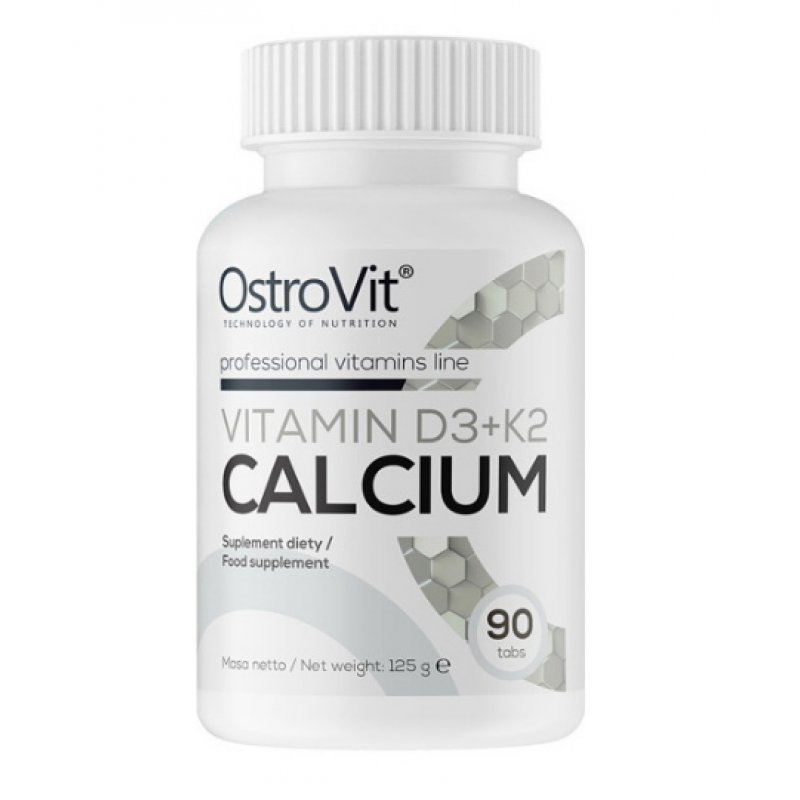 OstroVit®
TECHNOLOGY OF NUTRITION
professional vitamins line
VITAMIN D3+K2
CALCIUM
Suplement diety /
Food supplement
90
tabs
Masa netto / Net weight: 125 g ℮